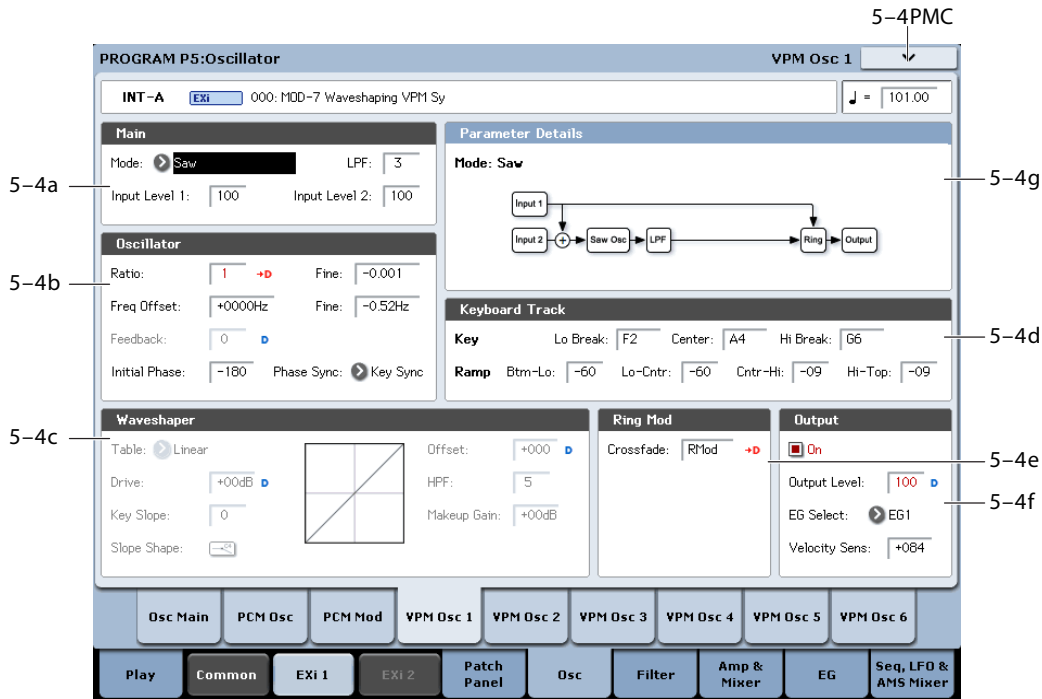 5-4PMC
PROGRAM P5:Oscillator VPM Osc 1
INT-A EXi 000: MOD-7 Waveshaping VPM Sy ♩ = 101.00
Main
Mode: Saw LPF: 3
Input Level 1: 100 Input Level 2: 100
5-4a
Parameter Details
Mode: Saw
Input 1
Input 2 + Saw Osc LPF Ring Output
5-4g
Oscillator
Ratio: 1 →D Fine: -0.001
Freq Offset: +0000Hz Fine: -0.52Hz
Feedback: 0 D
Initial Phase: -180 Phase Sync: Key Sync
5-4b
Keyboard Track
Key Lo Break: F2 Center: A4 Hi Break: G6
Ramp Btm-Lo: -60 Lo-Cntr: -60 Cntr-Hi: -09 Hi-Top: -09
5-4d
Waveshaper
Table: Linear Offset: +000 D
Drive: +00dB D HPF: 5
Key Slope: 0 Makeup Gain: +00dB
Slope Shape:
5-4c
Ring Mod
Crossfade: RMod →D
5-4e
Output
On
Output Level: 100 D
EG Select: EG1
Velocity Sens: +084
5-4f
Osc Main PCM Osc PCM Mod VPM Osc 1 VPM Osc 2 VPM Osc 3 VPM Osc 4 VPM Osc 5 VPM Osc 6
Play Common EXi 1 EXi 2 Patch Panel Osc Filter Amp & Mixer EG Seq, LFO & AMS Mixer